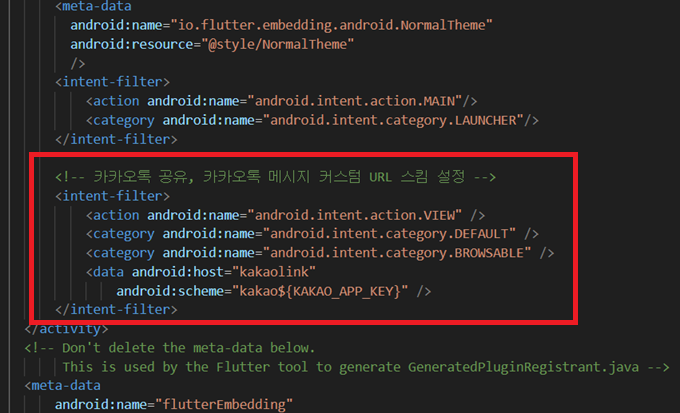 <meta-data
android:name="io.flutter.embedding.android.NormalTheme"
android:resource="@style/NormalTheme"
/>
<intent-filter>
<action android:name="android.intent.action.MAIN"/>
<category android:name="android.intent.category.LAUNCHER"/>
</intent-filter>
<!-- 카카오톡 공유, 카카오톡 메시지 커스텀 URL 스킴 설정 -->
<intent-filter>
<action android:name="android.intent.action.VIEW" />
<category android:name="android.intent.category.DEFAULT" />
<category android:name="android.intent.category.BROWSABLE" />
<data android:host="kakaolink"
android:scheme="kakao${KAKAO_APP_KEY}" />
</intent-filter>
</activity>
<!-- Don't delete the meta-data below.
This is used by the Flutter tool to generate GeneratedPluginRegistrant.java -->
<meta-data
android:name="flutterEmbedding"